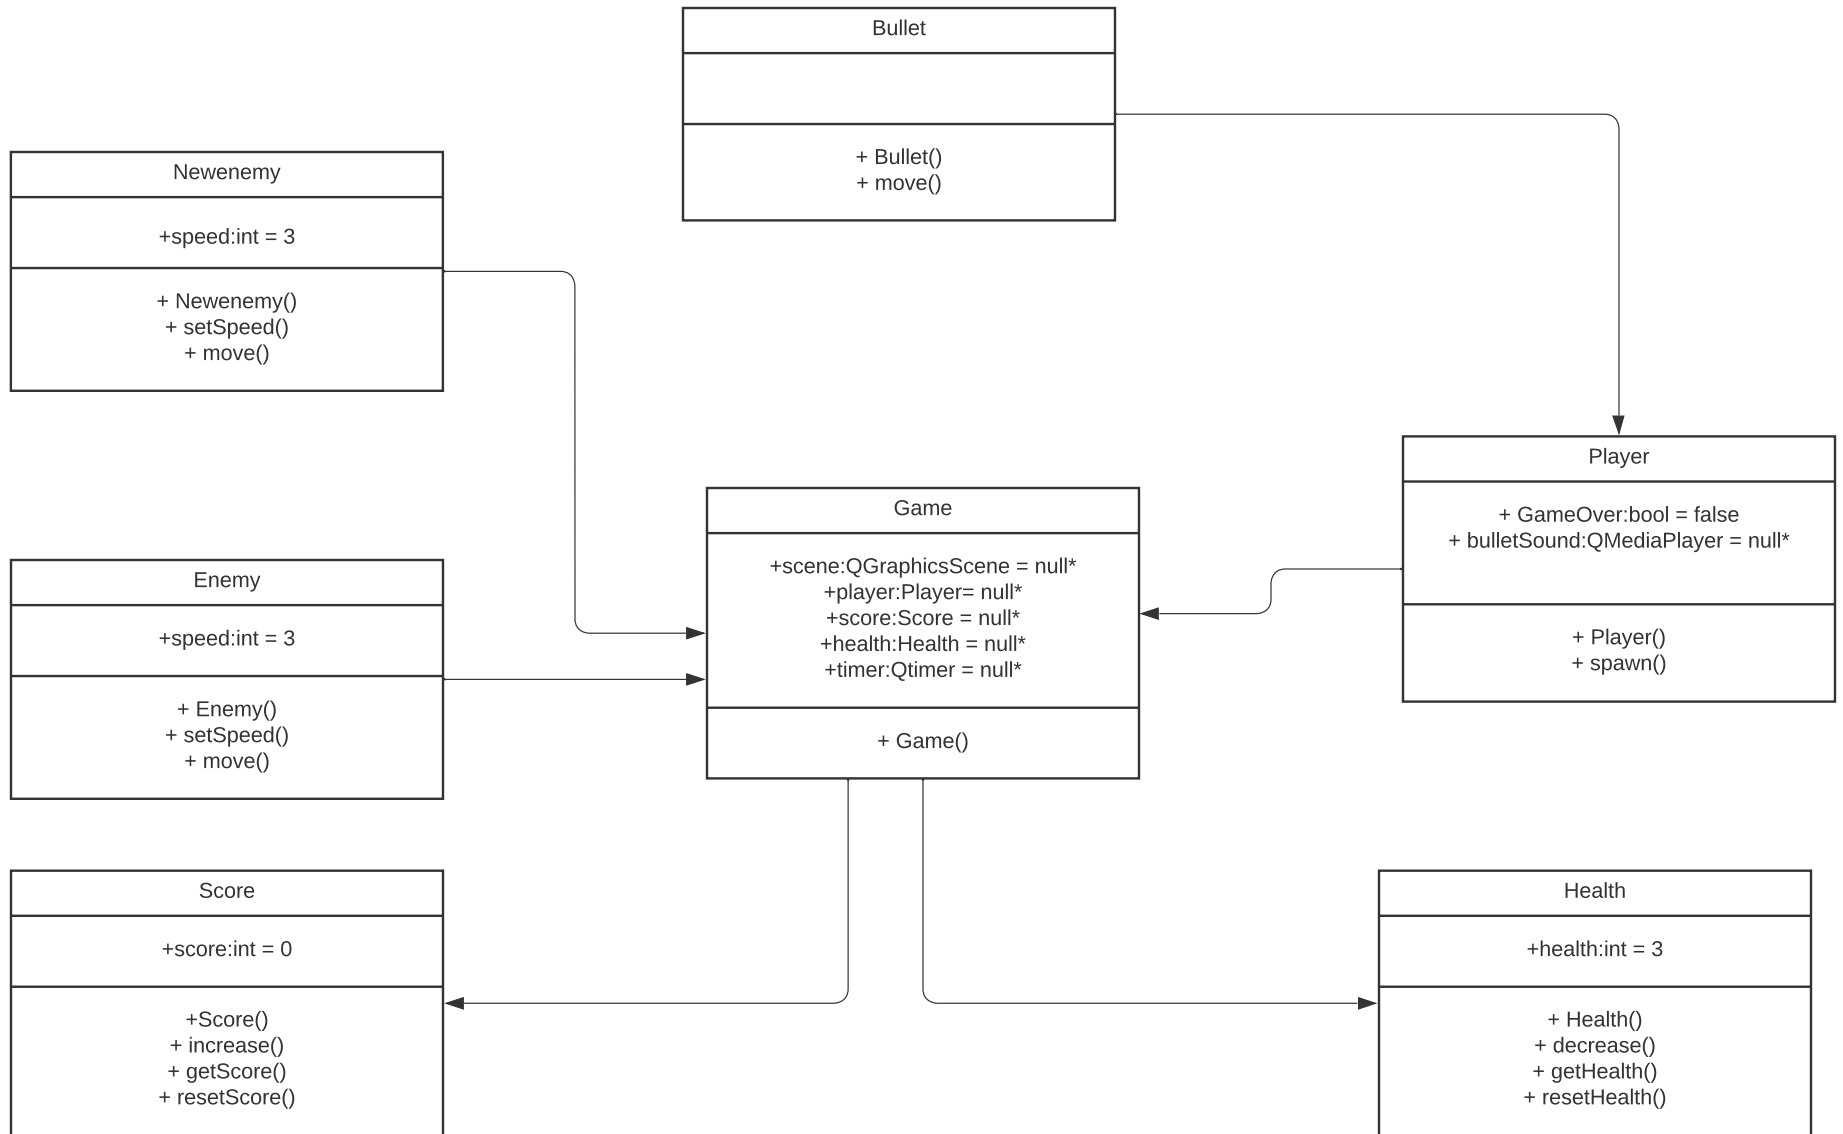 Bullet
+ Bullet()
+ move()
Newenemy
+speed:int = 3
+ Newenemy()
+ setSpeed()
+ move()
Player
+ GameOver:bool = false
+ bulletSound:QMediaPlayer = null*
+ Player()
+ spawn()
Game
+scene:QGraphicsScene = null*
+player:Player= null*
+score:Score = null*
+health:Health = null*
+timer:Qtimer = null*
+ Game()
Enemy
+speed:int = 3
+ Enemy()
+ setSpeed()
+ move()
Score
+score:int = 0
+Score()
+ increase()
+ getScore()
+ resetScore()
Health
+health:int = 3
+ Health()
+ decrease()
+ getHealth()
+ resetHealth()